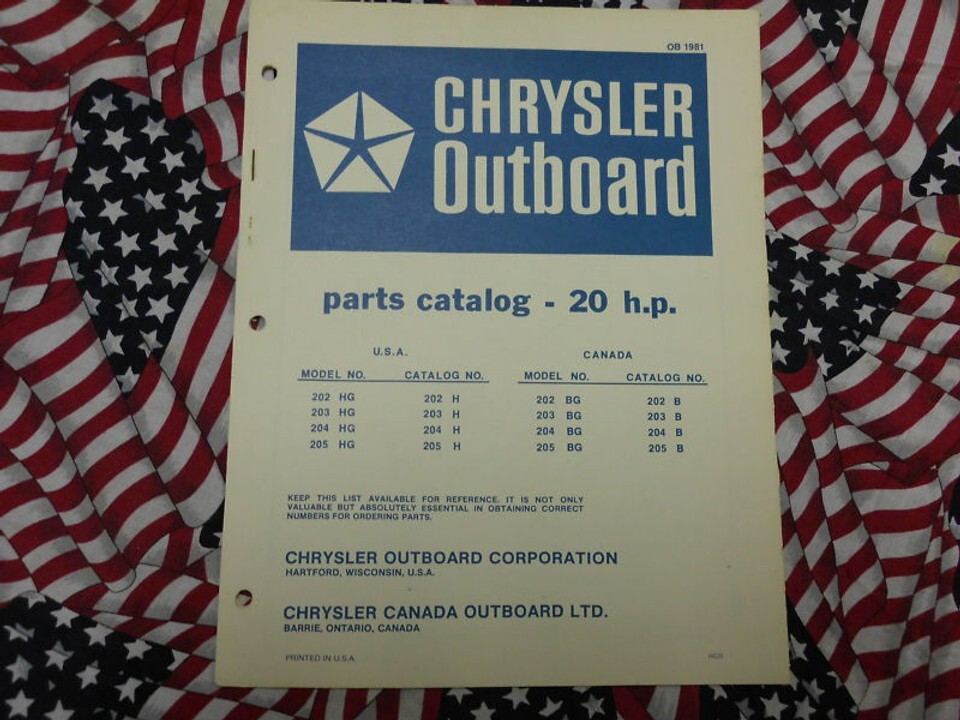 OB 1981
CHRYSLER
Outboard
parts catalog - 20 h.p.
U.S.A. CANADA
MODEL NO. CATALOG NO. MODEL NO. CATALOG NO.
202 HG 202 H 202 BG 202 B
203 HG 203 H 203 BG 203 B
204 HG 204 H 204 BG 204 B
205 HG 205 H 205 BG 205 B
KEEP THIS LIST AVAILABLE FOR REFERENCE. IT IS NOT ONLY
VALUABLE BUT ABSOLUTELY ESSENTIAL IN OBTAINING CORRECT
NUMBERS FOR ORDERING PARTS.
CHRYSLER OUTBOARD CORPORATION
HARTFORD, WISCONSIN, U.S.A.
CHRYSLER CANADA OUTBOARD LTD.
BARRIE, ONTARIO, CANADA
PRINTED IN U.S.A.